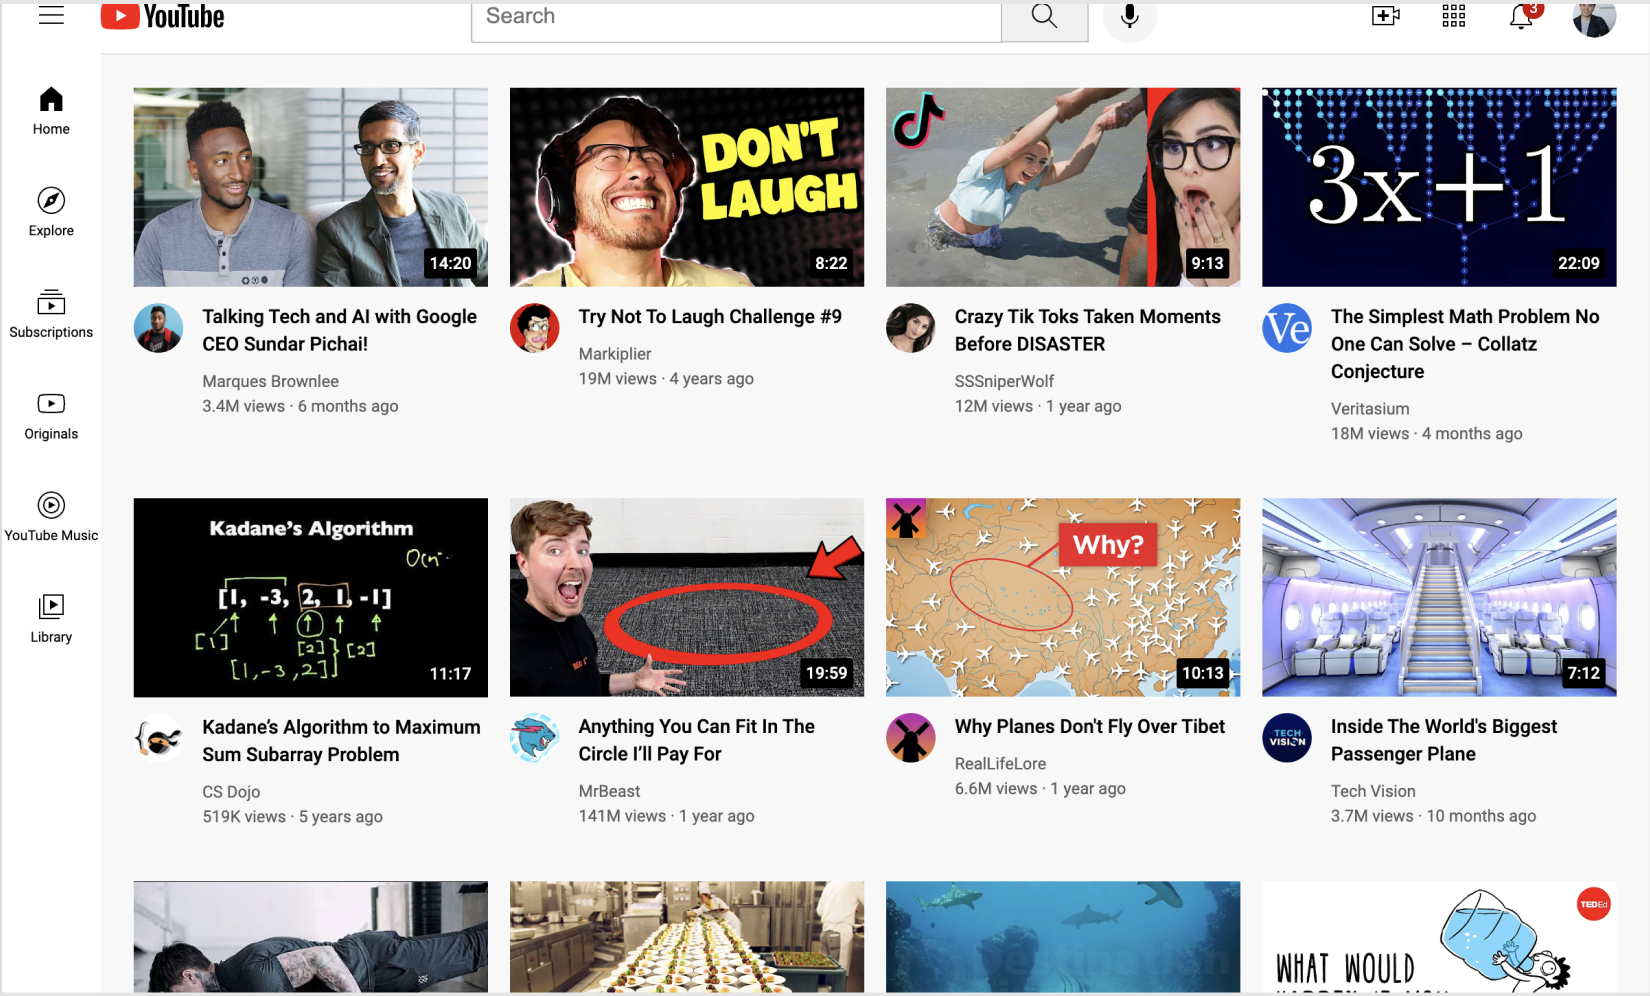 YouTube
Search
3
Home
Explore
Subscriptions
Originals
YouTube Music
Library
14:20
Talking Tech and AI with Google
CEO Sundar Pichai!
Marques Brownlee
3.4M views · 6 months ago
DON'T
LAUGH
8:22
Try Not To Laugh Challenge #9
Markiplier
19M views · 4 years ago
9:13
Crazy Tik Toks Taken Moments
Before DISASTER
SSSniperWolf
12M views · 1 year ago
3x+1
22:09
Ve
The Simplest Math Problem No
One Can Solve – Collatz
Conjecture
Veritasium
18M views · 4 months ago
Kadane's Algorithm
[1, -3, 2, 1, -1]
[1]
[2]
[2]
[1, -3, 2]
11:17
Kadane’s Algorithm to Maximum
Sum Subarray Problem
CS Dojo
519K views · 5 years ago
19:59
Anything You Can Fit In The
Circle I’ll Pay For
MrBeast
141M views · 1 year ago
Why?
10:13
Why Planes Don't Fly Over Tibet
RealLifeLore
6.6M views · 1 year ago
7:12
TECH
VISION
Inside The World's Biggest
Passenger Plane
Tech Vision
3.7M views · 10 months ago
TEDEd
WHAT WOULD